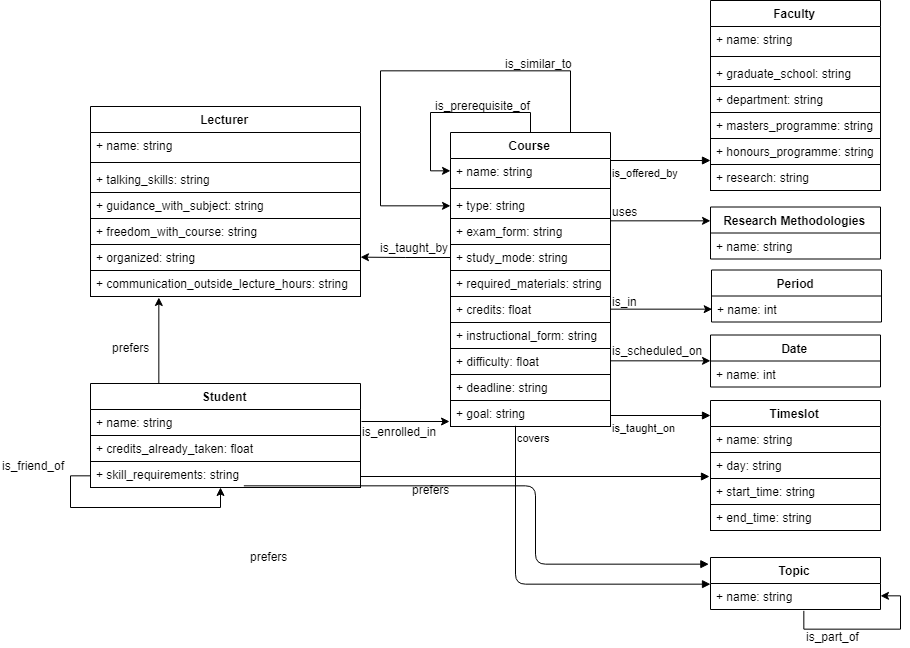 Faculty
+ name: string
+ graduate_school: string
+ department: string
+ masters_programme: string
+ honours_programme: string
+ research: string
is_similar_to
is_prerequisite_of
Lecturer
+ name: string
+ talking_skills: string
+ guidance_with_subject: string
+ freedom_with_course: string
+ organized: string
+ communication_outside_lecture_hours: string
Course
+ name: string
+ type: string
+ exam_form: string
+ study_mode: string
+ required_materials: string
+ credits: float
+ instructional_form: string
+ difficulty: float
+ deadline: string
+ goal: string
is_offered_by
uses
Research Methodologies
+ name: string
is_taught_by
Period
+ name: int
is_in
Date
+ name: int
is_scheduled_on
prefers
Student
+ name: string
+ credits_already_taken: float
+ skill_requirements: string
is_enrolled_in
is_friend_of
Timeslot
+ name: string
+ day: string
+ start_time: string
+ end_time: string
is_taught_on
covers
prefers
prefers
Topic
+ name: string
is_part_of